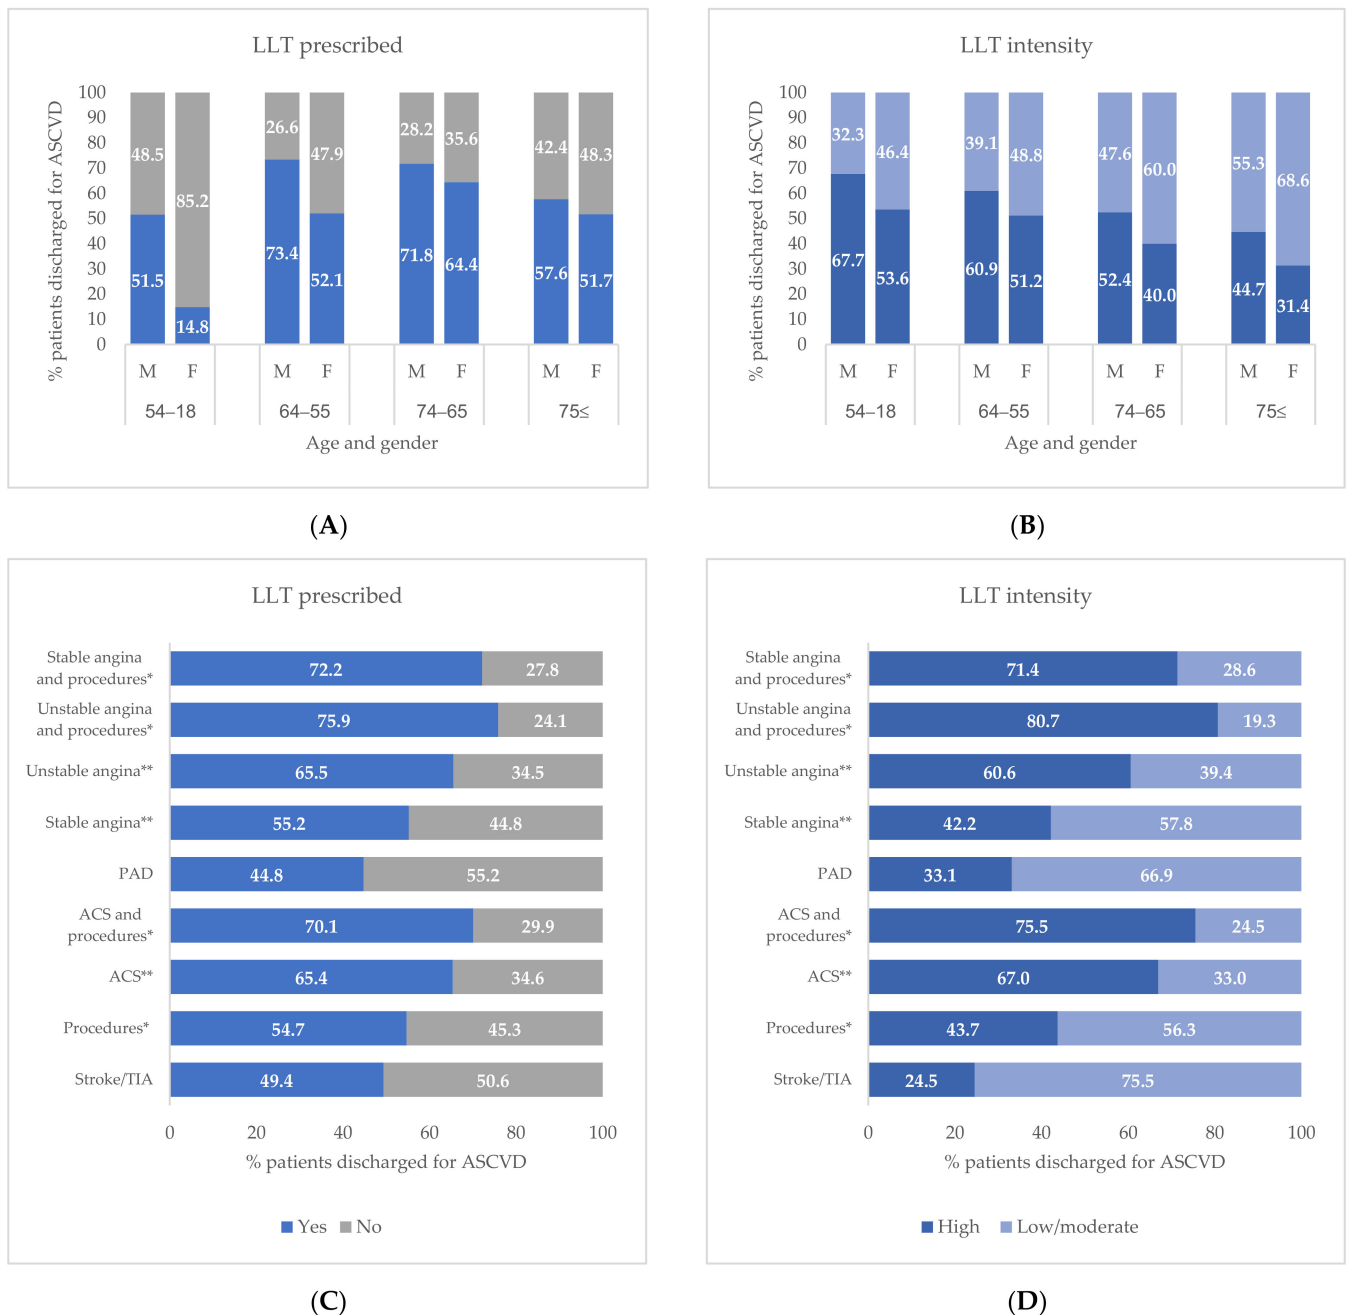 LLT prescribed
% patients discharged for ASCVD
100
90
80
70
60
50
40
30
20
10
0
48.5
85.2
26.6
47.9
28.2
35.6
42.4
48.3
51.5
14.8
73.4
52.1
71.8
64.4
57.6
51.7
M F M F M F M F
54–18 64–55 74–65 75≤
Age and gender
(A)
LLT intensity
% patients discharged for ASCVD
100
90
80
70
60
50
40
30
20
10
0
32.3
46.4
39.1
48.8
47.6
60.0
55.3
68.6
67.7
53.6
60.9
51.2
52.4
40.0
44.7
31.4
M F M F M F M F
54–18 64–55 74–65 75≤
Age and gender
(B)
LLT prescribed
Stable angina
and procedures*
72.2 27.8
Unstable angina
and procedures*
75.9 24.1
Unstable angina** 65.5 34.5
Stable angina** 55.2 44.8
PAD 44.8 55.2
ACS and
procedures*
70.1 29.9
ACS** 65.4 34.6
Procedures* 54.7 45.3
Stroke/TIA 49.4 50.6
0 20 40 60 80 100
% patients discharged for ASCVD
Yes No
(C)
LLT intensity
Stable angina
and procedures*
71.4 28.6
Unstable angina
and procedures*
80.7 19.3
Unstable angina** 60.6 39.4
Stable angina** 42.2 57.8
PAD 33.1 66.9
ACS and
procedures*
75.5 24.5
ACS** 67.0 33.0
Procedures* 43.7 56.3
Stroke/TIA 24.5 75.5
0 20 40 60 80 100
% patients discharged for ASCVD
High Low/moderate
(D)